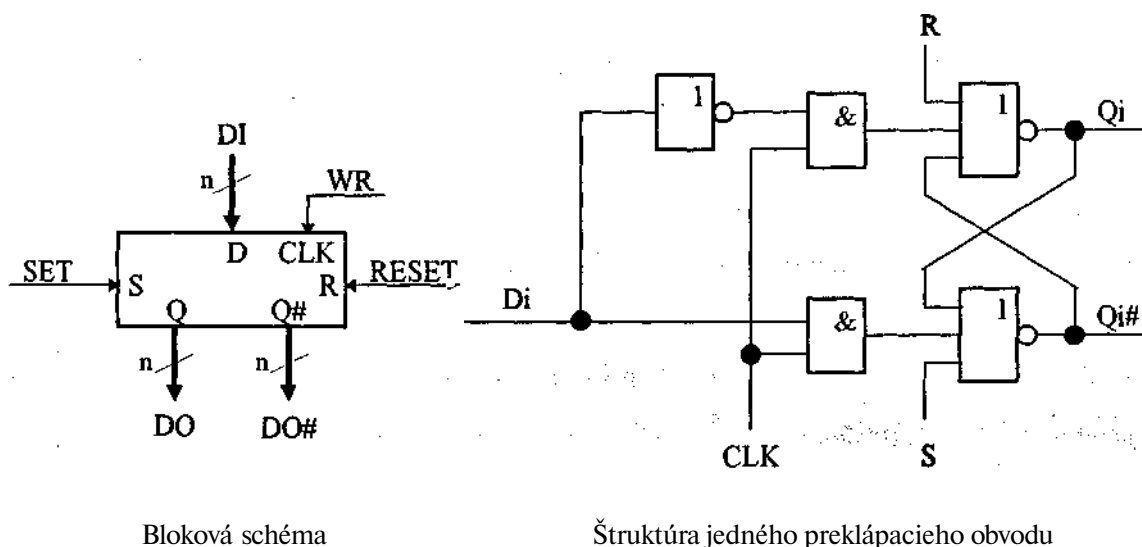 DI
n
WR
D CLK
SET
S
R
RESET
Q Q#
n n
DO DO#
R
1
&
1
Qi
Di
&
1
Qi#
CLK
S
Bloková schéma
Štruktúra jedného preklápacieho obvodu